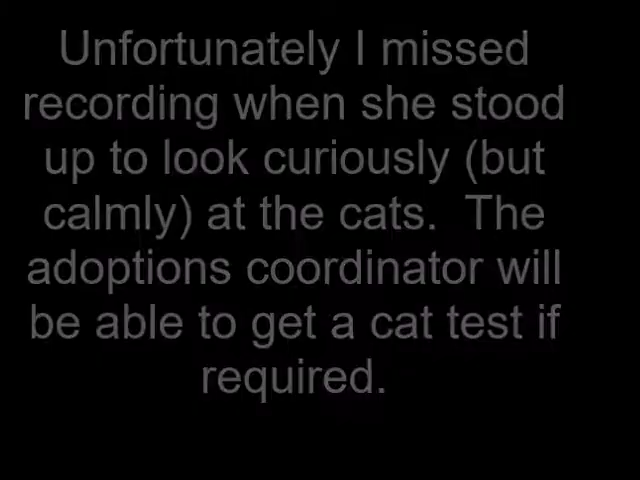 Unfortunately I missed
recording when she stood
up to look curiously (but
calmly) at the cats.  The
adoptions coordinator will
be able to get a cat test if
required.